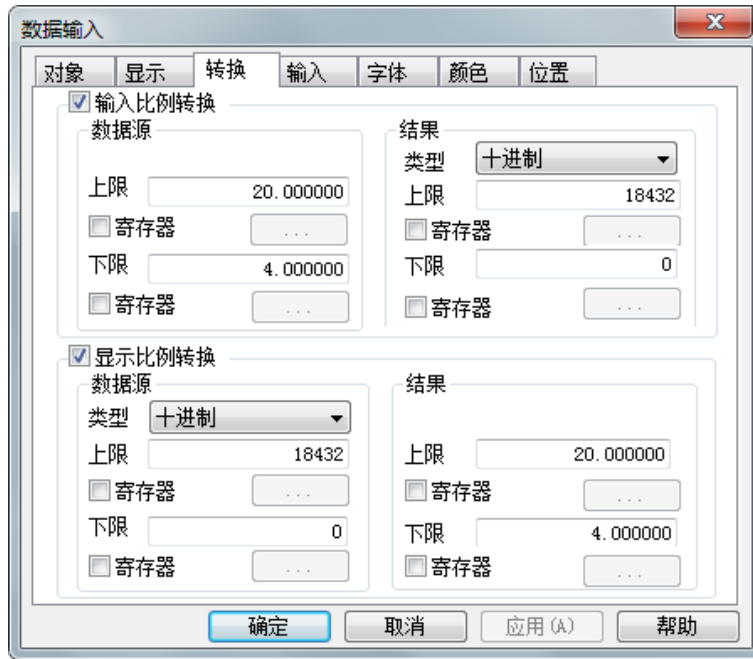 数据输入
对象 显示 转换 输入 字体 颜色 位置
输入比例转换
数据源
上限 20.000000
寄存器 ...
下限 4.000000
寄存器 ...
结果
类型 十进制
上限 18432
寄存器 ...
下限 0
寄存器 ...
显示比例转换
数据源
类型 十进制
上限 18432
寄存器 ...
下限 0
寄存器 ...
结果
上限 20.000000
寄存器 ...
下限 4.000000
寄存器 ...
确定 取消 应用(A) 帮助